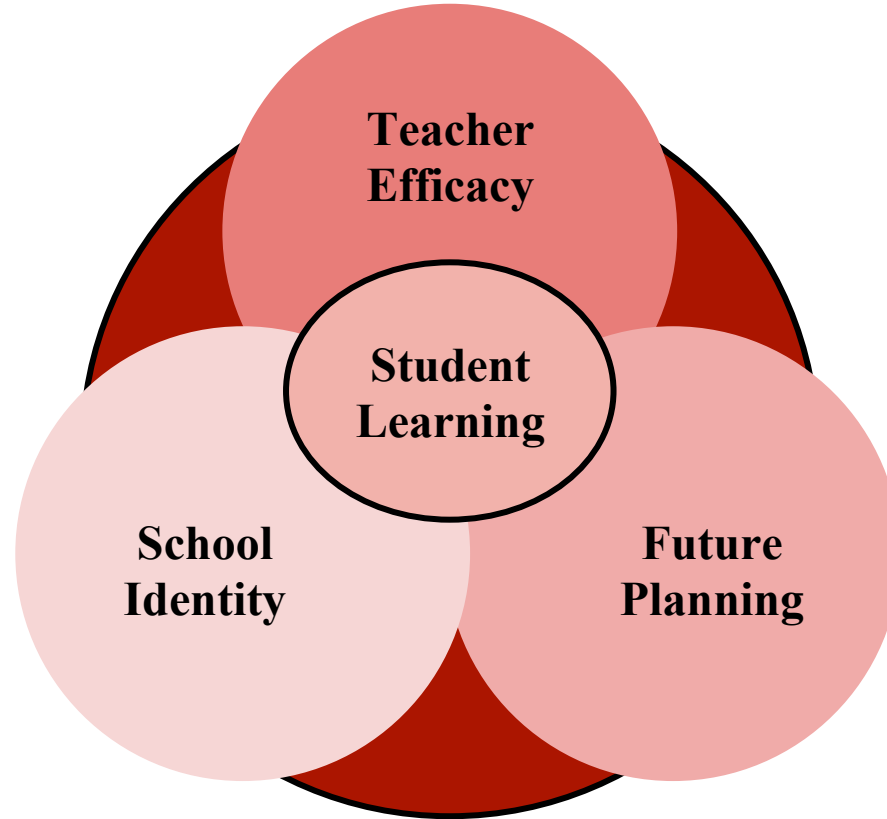 Teacher
Efficacy
Student
Learning
School
Identity
Future
Planning